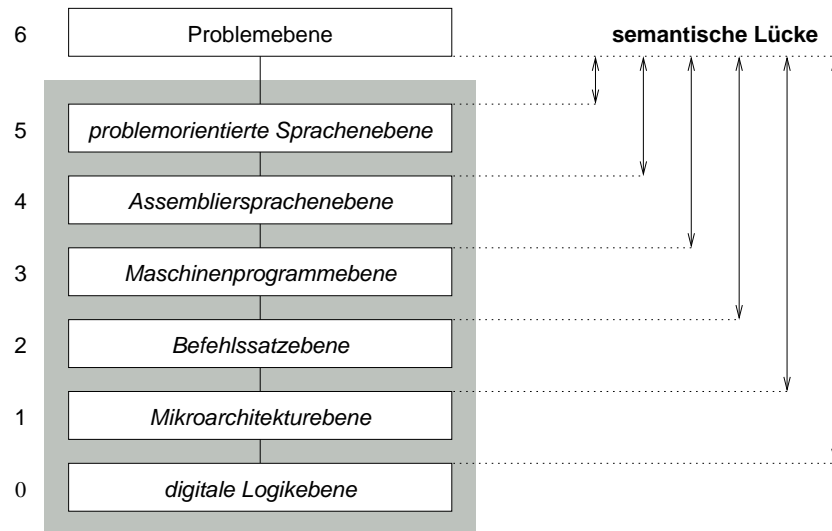 6 Problemebene semantische Lücke
5 problemorientierte Sprachenebene
4 Assembliersprachenebene
3 Maschinenprogrammebene
2 Befehlssatzebene
1 Mikroarchitekturebene
0 digitale Logikebene